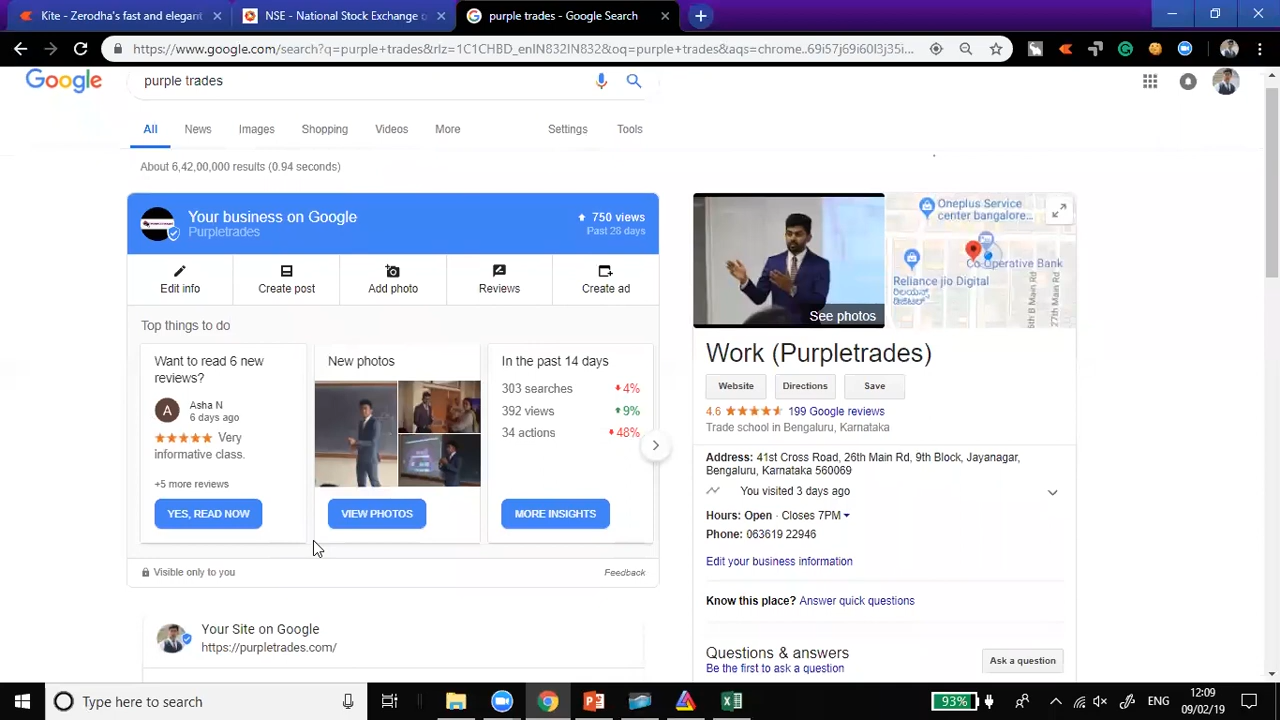 Kite - Zerodha's fast and elegant
NSE - National Stock Exchange o
purple trades - Google Search
https://www.google.com/search?q=purple+trades&rlz=1C1CHBD_enIN832IN832&oq=purple+trades&aqs=chrome..69i57j69i60l3j35i...
Google
purple trades
All
News
Images
Shopping
Videos
More
Settings
Tools
About 6,42,00,000 results (0.94 seconds)
Your business on Google
Purpletrades
750 views
Past 28 days
Edit info
Create post
Add photo
Reviews
Create ad
Top things to do
Want to read 6 new
reviews?
A
Asha N
6 days ago
Very
informative class.
+5 more reviews
YES, READ NOW
New photos
VIEW PHOTOS
In the past 14 days
303 searches 4%
392 views 9%
34 actions 48%
MORE INSIGHTS
Visible only to you
Feedback
Your Site on Google
https://purpletrades.com/
See photos
Oneplus Service
center bangalore...
Co Operative Bank
Reliance jio Digital
ರಿಲಯನ್ಸ್
ಡಿಜಿಟಲ್
6th B Main Rd
27th Main Rd
Work (Purpletrades)
Website
Directions
Save
4.6 199 Google reviews
Trade school in Bengaluru, Karnataka
Address: 41st Cross Road, 26th Main Rd, 9th Block, Jayanagar,
Bengaluru, Karnataka 560069
You visited 3 days ago
Hours: Open · Closes 7PM
Phone: 063619 22946
Edit your business information
Know this place? Answer quick questions
Questions & answers
Be the first to ask a question
Ask a question
Type here to search
93%
ENG
12:09
09/02/19